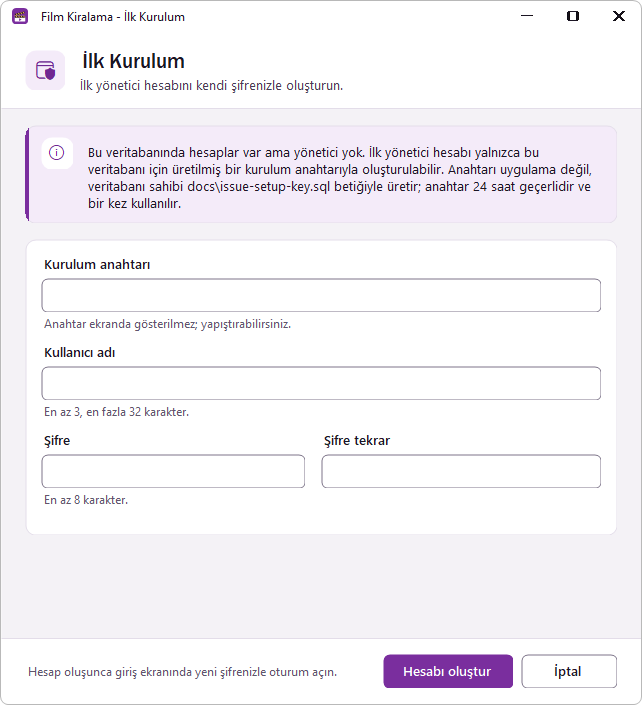 Film Kiralama - İlk Kurulum
İlk Kurulum
İlk yönetici hesabını kendi şifrenizle oluşturun.
Bu veritabanında hesaplar var ama yönetici yok. İlk yönetici hesabı yalnızca bu
veritabanı için üretilmiş bir kurulum anahtarıyla oluşturulabilir. Anahtarı uygulama değil,
veritabanı sahibi docs\issue-setup-key.sql betiğiyle üretir; anahtar 24 saat geçerlidir ve
bir kez kullanılır.
Kurulum anahtarı
Anahtar ekranda gösterilmez; yapıştırabilirsiniz.
Kullanıcı adı
En az 3, en fazla 32 karakter.
Şifre
Şifre tekrar
En az 8 karakter.
Hesap oluşunca giriş ekranında yeni şifrenizle oturum açın.
Hesabı oluştur
İptal